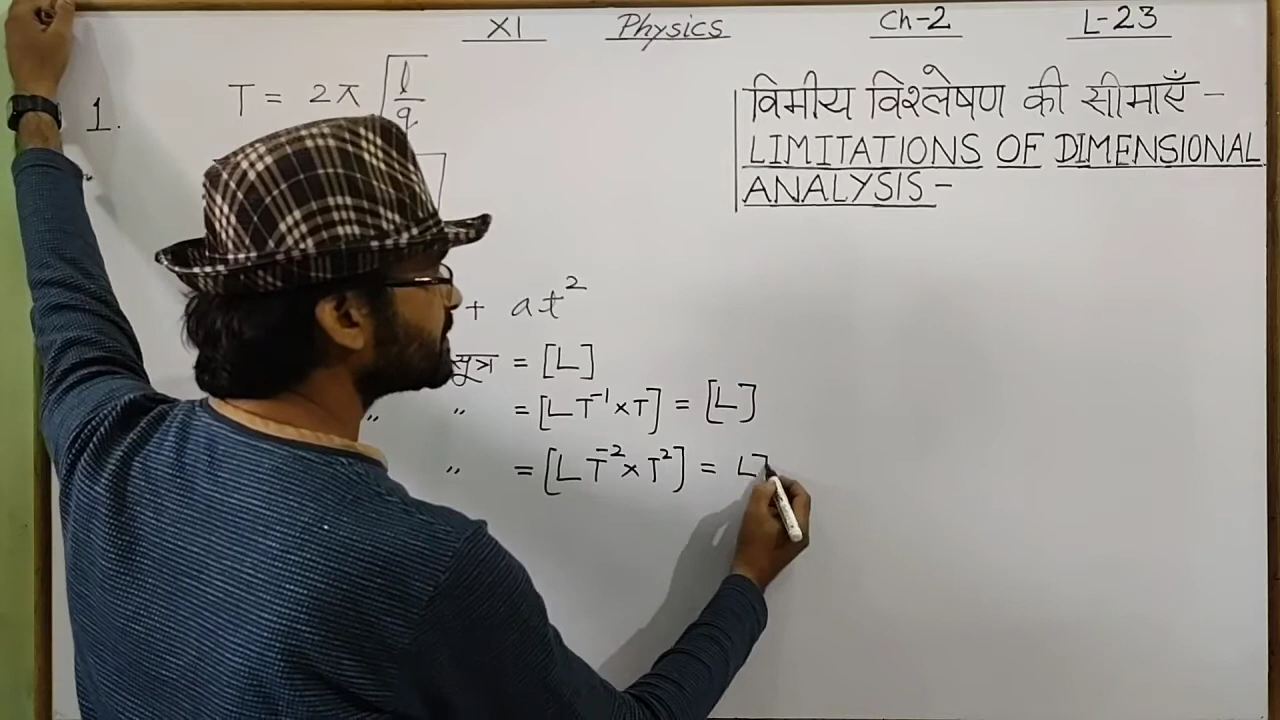 XI Physics Ch-2 L-23
1. T = 2π √l/g
विमीय विश्लेषण की सीमाएँ -
LIMITATIONS OF DIMENSIONAL
ANALYSIS -
+ at²
सूत्र = [L]
" " = [LT⁻¹×T] = [L]
" = [LT⁻²×T²] = L]